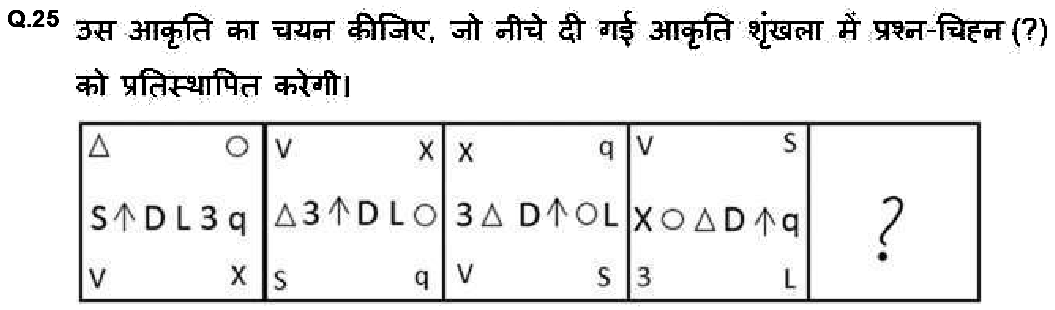 Q.25 उस आकृति का चयन कीजिए, जो नीचे दी गई आकृति शृंखला में प्रश्न-चिह्न (?)
को प्रतिस्थापित करेगी।
△ ○ V X X q V S
S↑DL3q △3↑DL○ 3△ D↑○L X○△D↑q ?
V X S q V S 3 L